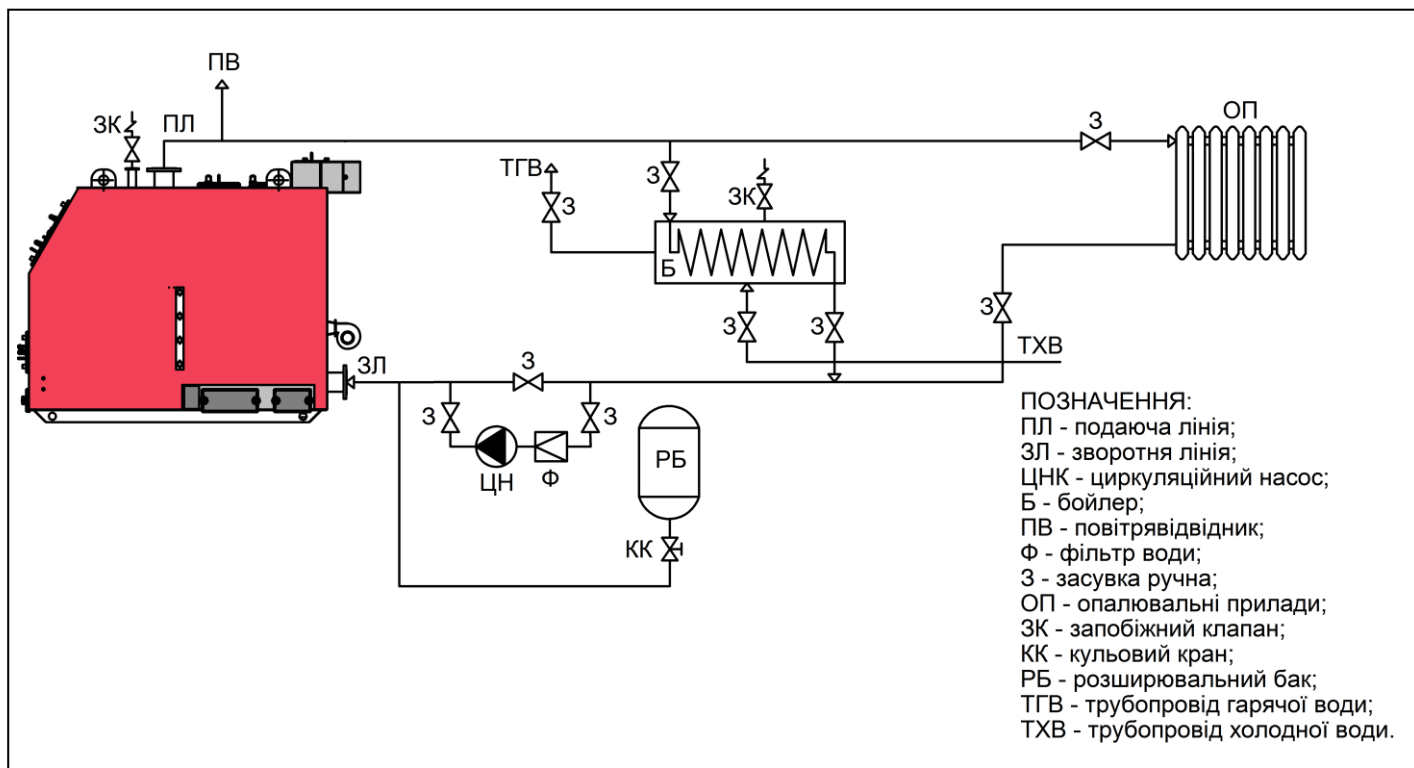 ПВ
ЗК
ПЛ
З
ОП
ТГВ
З
З
ЗК
Б
З
З
З
ТХВ
ЗЛ
З
З
З
ЦН
Ф
РБ
КК
ПОЗНАЧЕННЯ:
ПЛ - подаюча лінія;
ЗЛ - зворотня лінія;
ЦНК - циркуляційний насос;
Б - бойлер;
ПВ - повітрявідвідник;
Ф - фільтр води;
З - засувка ручна;
ОП - опалювальні прилади;
ЗК - запобіжний клапан;
КК - кульовий кран;
РБ - розширювальний бак;
ТГВ - трубопровід гарячої води;
ТХВ - трубопровід холодної води.